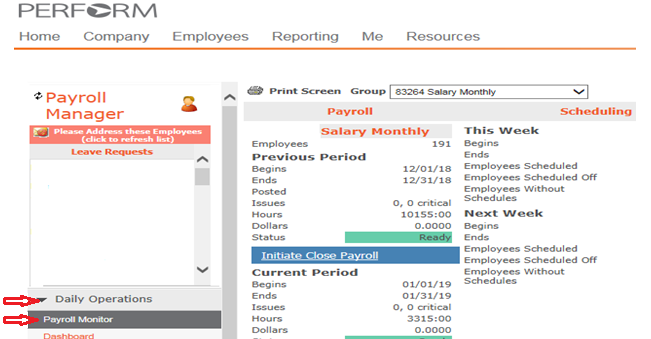 PERFORM
Home Company Employees Reporting Me Resources
Payroll
Manager
Please Address these Employees
(click to refresh list)
Leave Requests
Daily Operations
Payroll Monitor
Dashboard
Print Screen Group 83264 Salary Monthly
Payroll Scheduling
Salary Monthly
Employees 191
Previous Period
Begins 12/01/18
Ends 12/31/18
Posted
Issues 0, 0 critical
Hours 10155:00
Dollars 0.0000
Status Ready
Initiate Close Payroll
Current Period
Begins 01/01/19
Ends 01/31/19
Issues 0, 0 critical
Hours 3315:00
Dollars 0.0000
This Week
Begins
Ends
Employees Scheduled
Employees Scheduled Off
Employees Without
Schedules
Next Week
Begins
Ends
Employees Scheduled
Employees Scheduled Off
Employees Without
Schedules